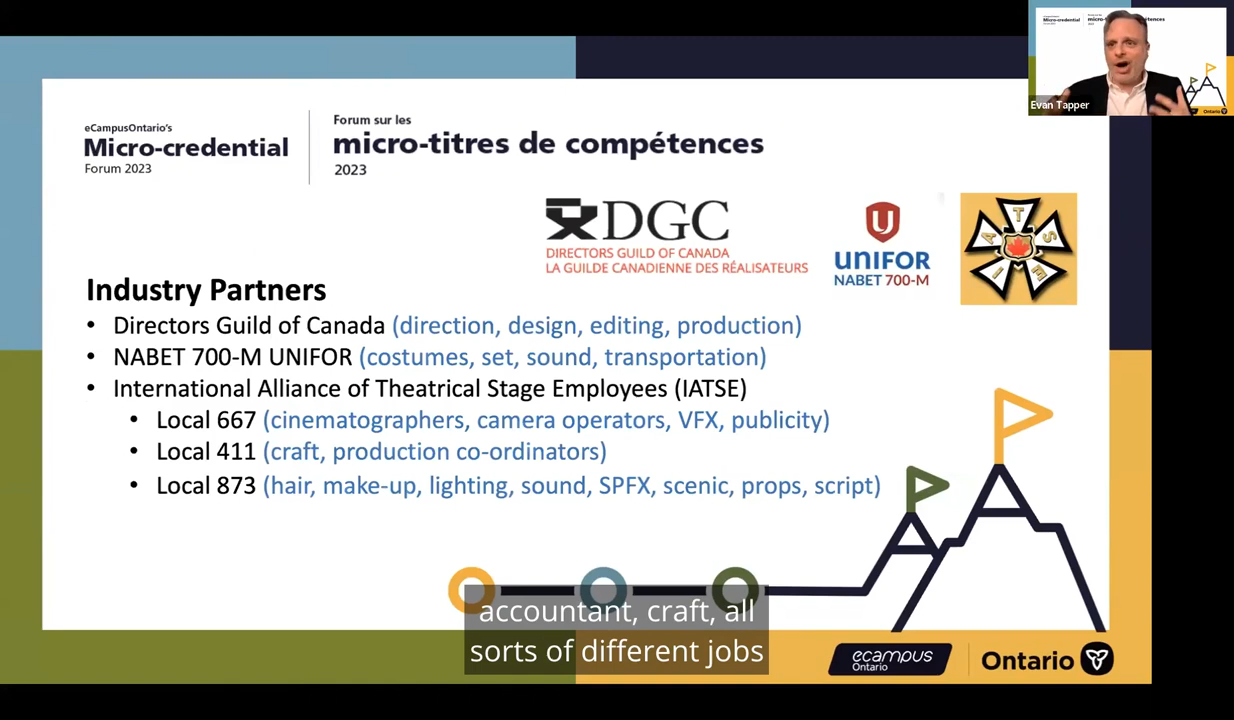 eCampusOntario's
Micro-credential
Forum 2023
Forum sur les
micro-titres de compétences
2023
Evan Tapper
DGC
DIRECTORS GUILD OF CANADA
LA GUILDE CANADIENNE DES RÉALISATEURS
U
UNIFOR
NABET 700-M
I A T S E
Industry Partners
• Directors Guild of Canada (direction, design, editing, production)
• NABET 700-M UNIFOR (costumes, set, sound, transportation)
• International Alliance of Theatrical Stage Employees (IATSE)
• Local 667 (cinematographers, camera operators, VFX, publicity)
• Local 411 (craft, production co-ordinators)
• Local 873 (hair, make-up, lighting, sound, SPFX, scenic, props, script)
accountant, craft, all
sorts of different jobs
ecampus
Ontario
Ontario